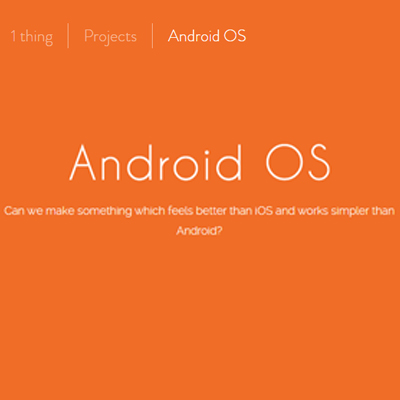 1 thing | Projects | Android OS
Android OS
Can we make something which feels better than iOS and works simpler than
Android?